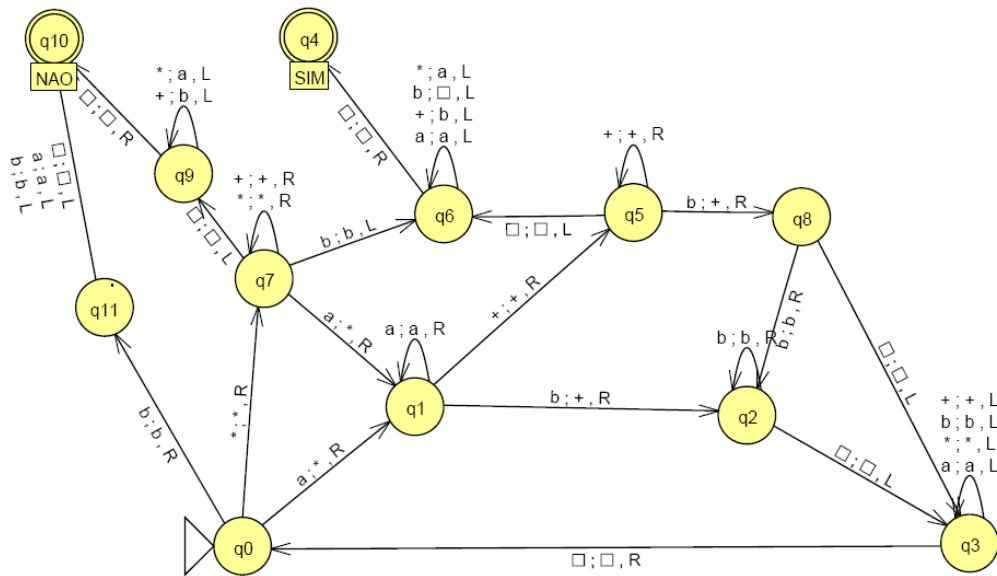 q10
NAO
q4
SIM
* ; a , L
+ ; b , L
* ; a , L
b ; □ , L
+ ; b , L
a ; a , L
□ ; □ , R
□ ; □ , R
+ ; + , R
q9
+ ; + , R
* ; * , R
□ ; □ , L
a ; a , L
b ; b , L
q6
□ ; □ , L
q5
b ; + , R
q8
□ ; □ , L
b ; b , L
q7
q11
a ; * , R
a ; a , R
+ ; + , R
b ; b , R
b ; b , R
□ ; □ , L
q1
b ; + , R
q2
+ ; + , L
b ; b , L
* ; * , L
a ; a , L
b ; b , R
* ; * , R
a ; * , R
□ ; □ , L
q0
□ ; □ , R
q3